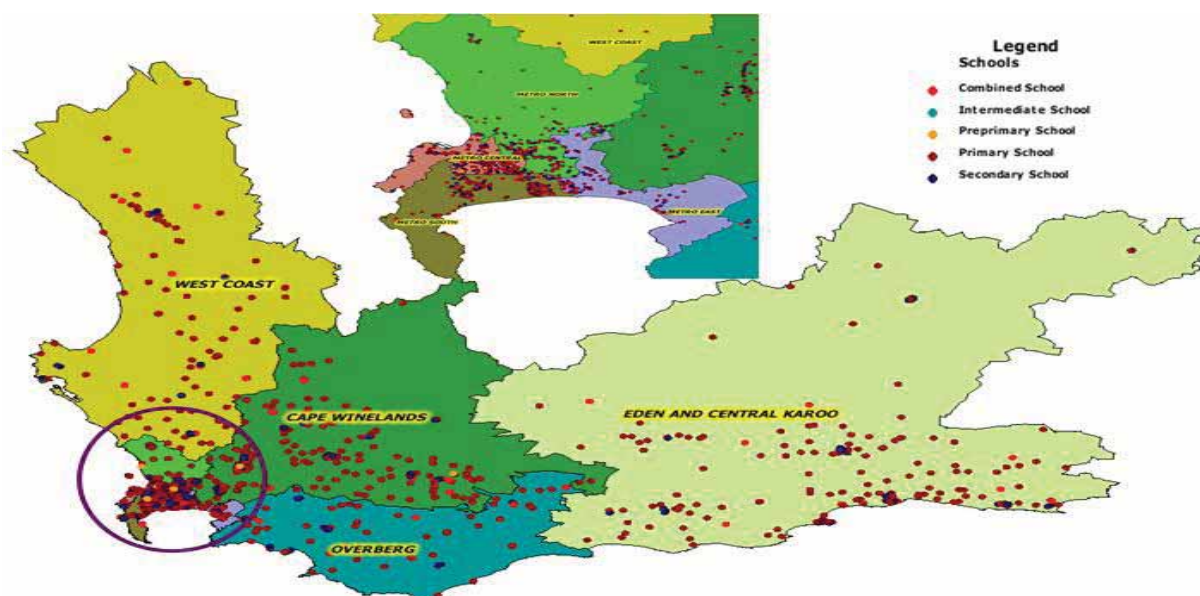 WEST COAST
Legend
Schools
METRO NORTH
Combined School
Intermediate School
Preprimary School
METRO CENTRAL
Primary School
Secondary School
METRO EAST
METRO SOUTH
WEST COAST
CAPE WINELANDS
EDEN AND CENTRAL KAROO
OVERBERG